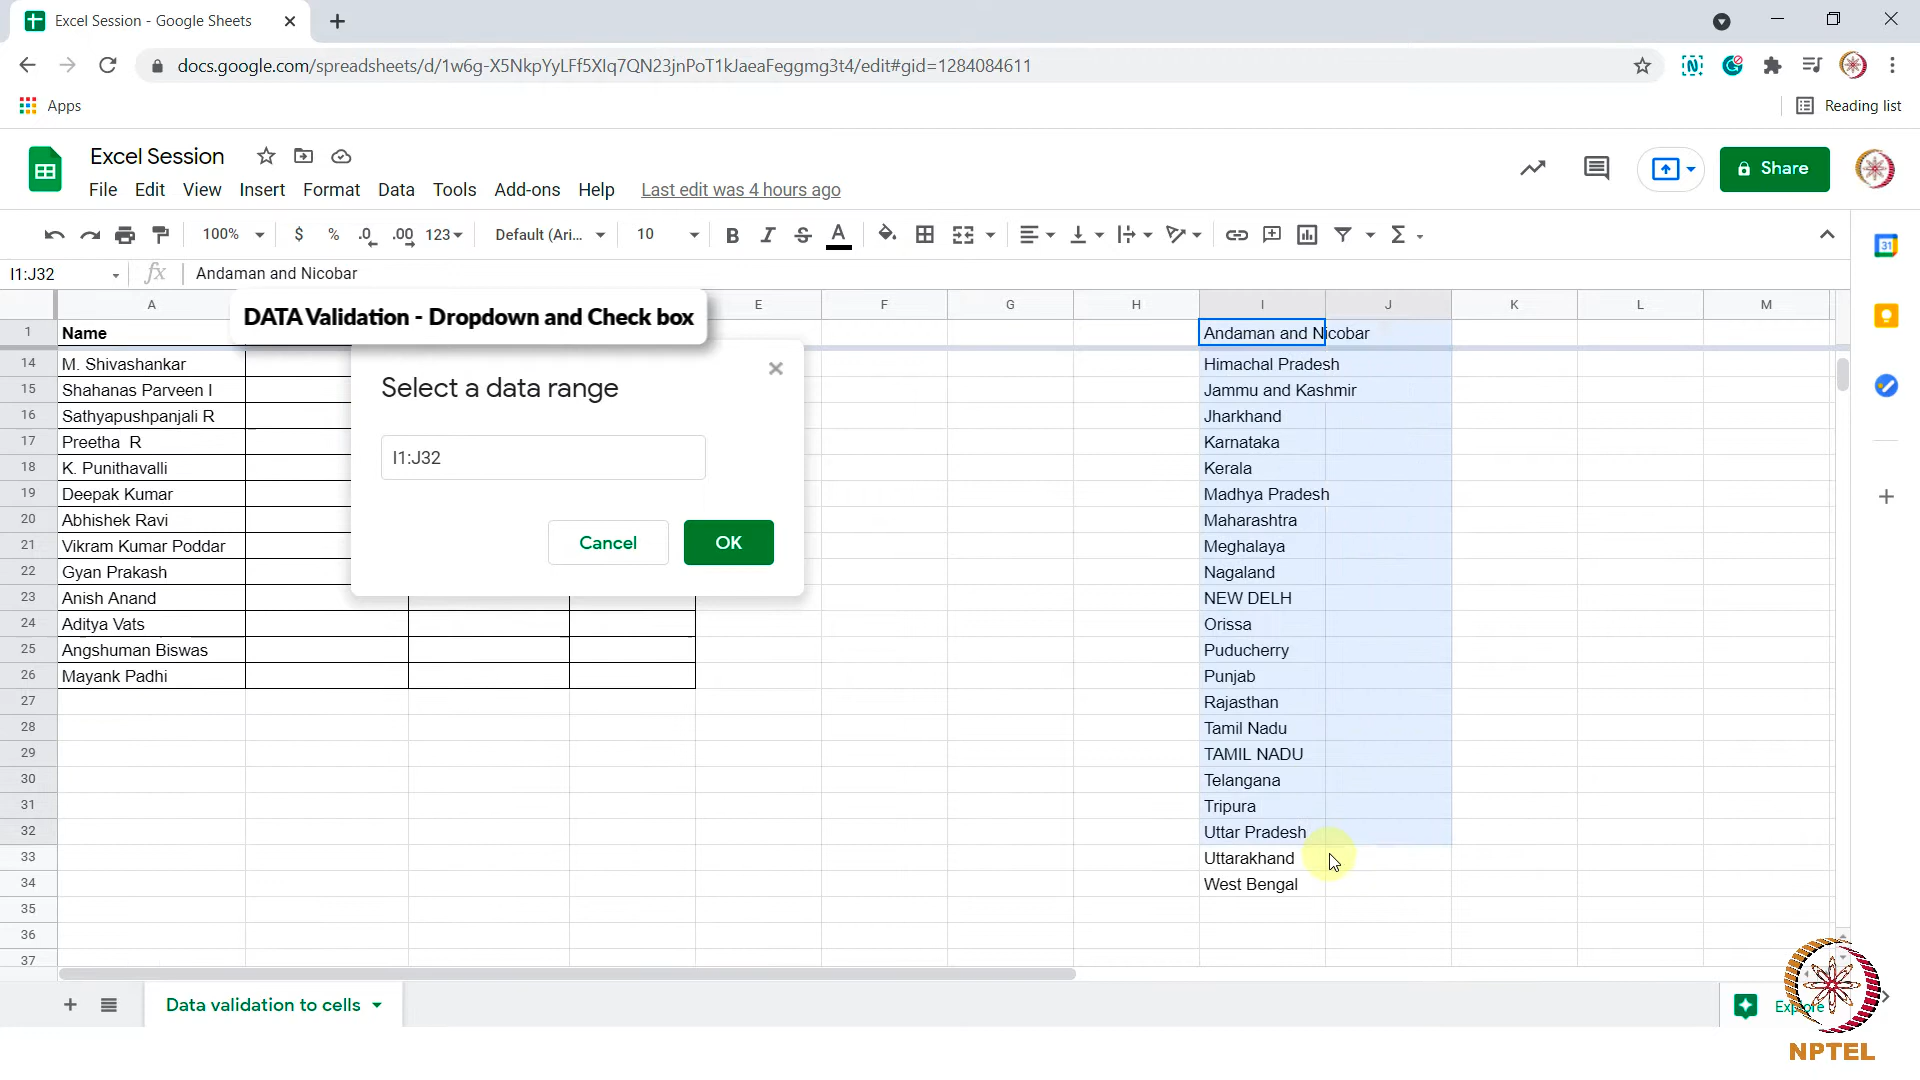 Excel Session - Google Sheets
docs.google.com/spreadsheets/d/1w6g-X5NkpYyLFf5XIq7QN23jnPoT1kJaeaFeggmg3t4/edit#gid=1284084611
Apps
Reading list
Excel Session
File Edit View Insert Format Data Tools Add-ons Help Last edit was 4 hours ago
Share
100% $ % .0 .00 123 Default (Ari... 10 B I S A Σ
31
I1:J32 fx Andaman and Nicobar
A E F G H I J K L M
DATA Validation - Dropdown and Check box
1 Name Andaman and Nicobar
14 M. Shivashankar Himachal Pradesh
15 Shahanas Parveen I Jammu and Kashmir
16 Sathyapushpanjali R Jharkhand
17 Preetha R Karnataka
18 K. Punithavalli Kerala
19 Deepak Kumar Madhya Pradesh
20 Abhishek Ravi Maharashtra
21 Vikram Kumar Poddar Meghalaya
22 Gyan Prakash Nagaland
23 Anish Anand NEW DELH
24 Aditya Vats Orissa
25 Angshuman Biswas Puducherry
26 Mayank Padhi Punjab
27 Rajasthan
28 Tamil Nadu
29 TAMIL NADU
30 Telangana
31 Tripura
32 Uttar Pradesh
33 Uttarakhand
34 West Bengal
35
36
37
Select a data range
I1:J32
Cancel OK
Data validation to cells
Explore
NPTEL